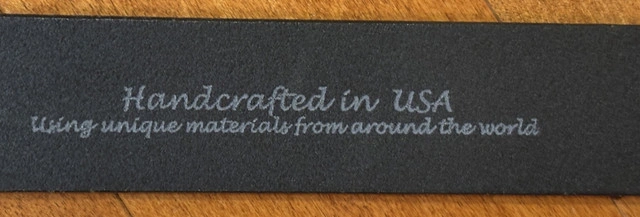 Handcrafted in USA
Using unique materials from around the world